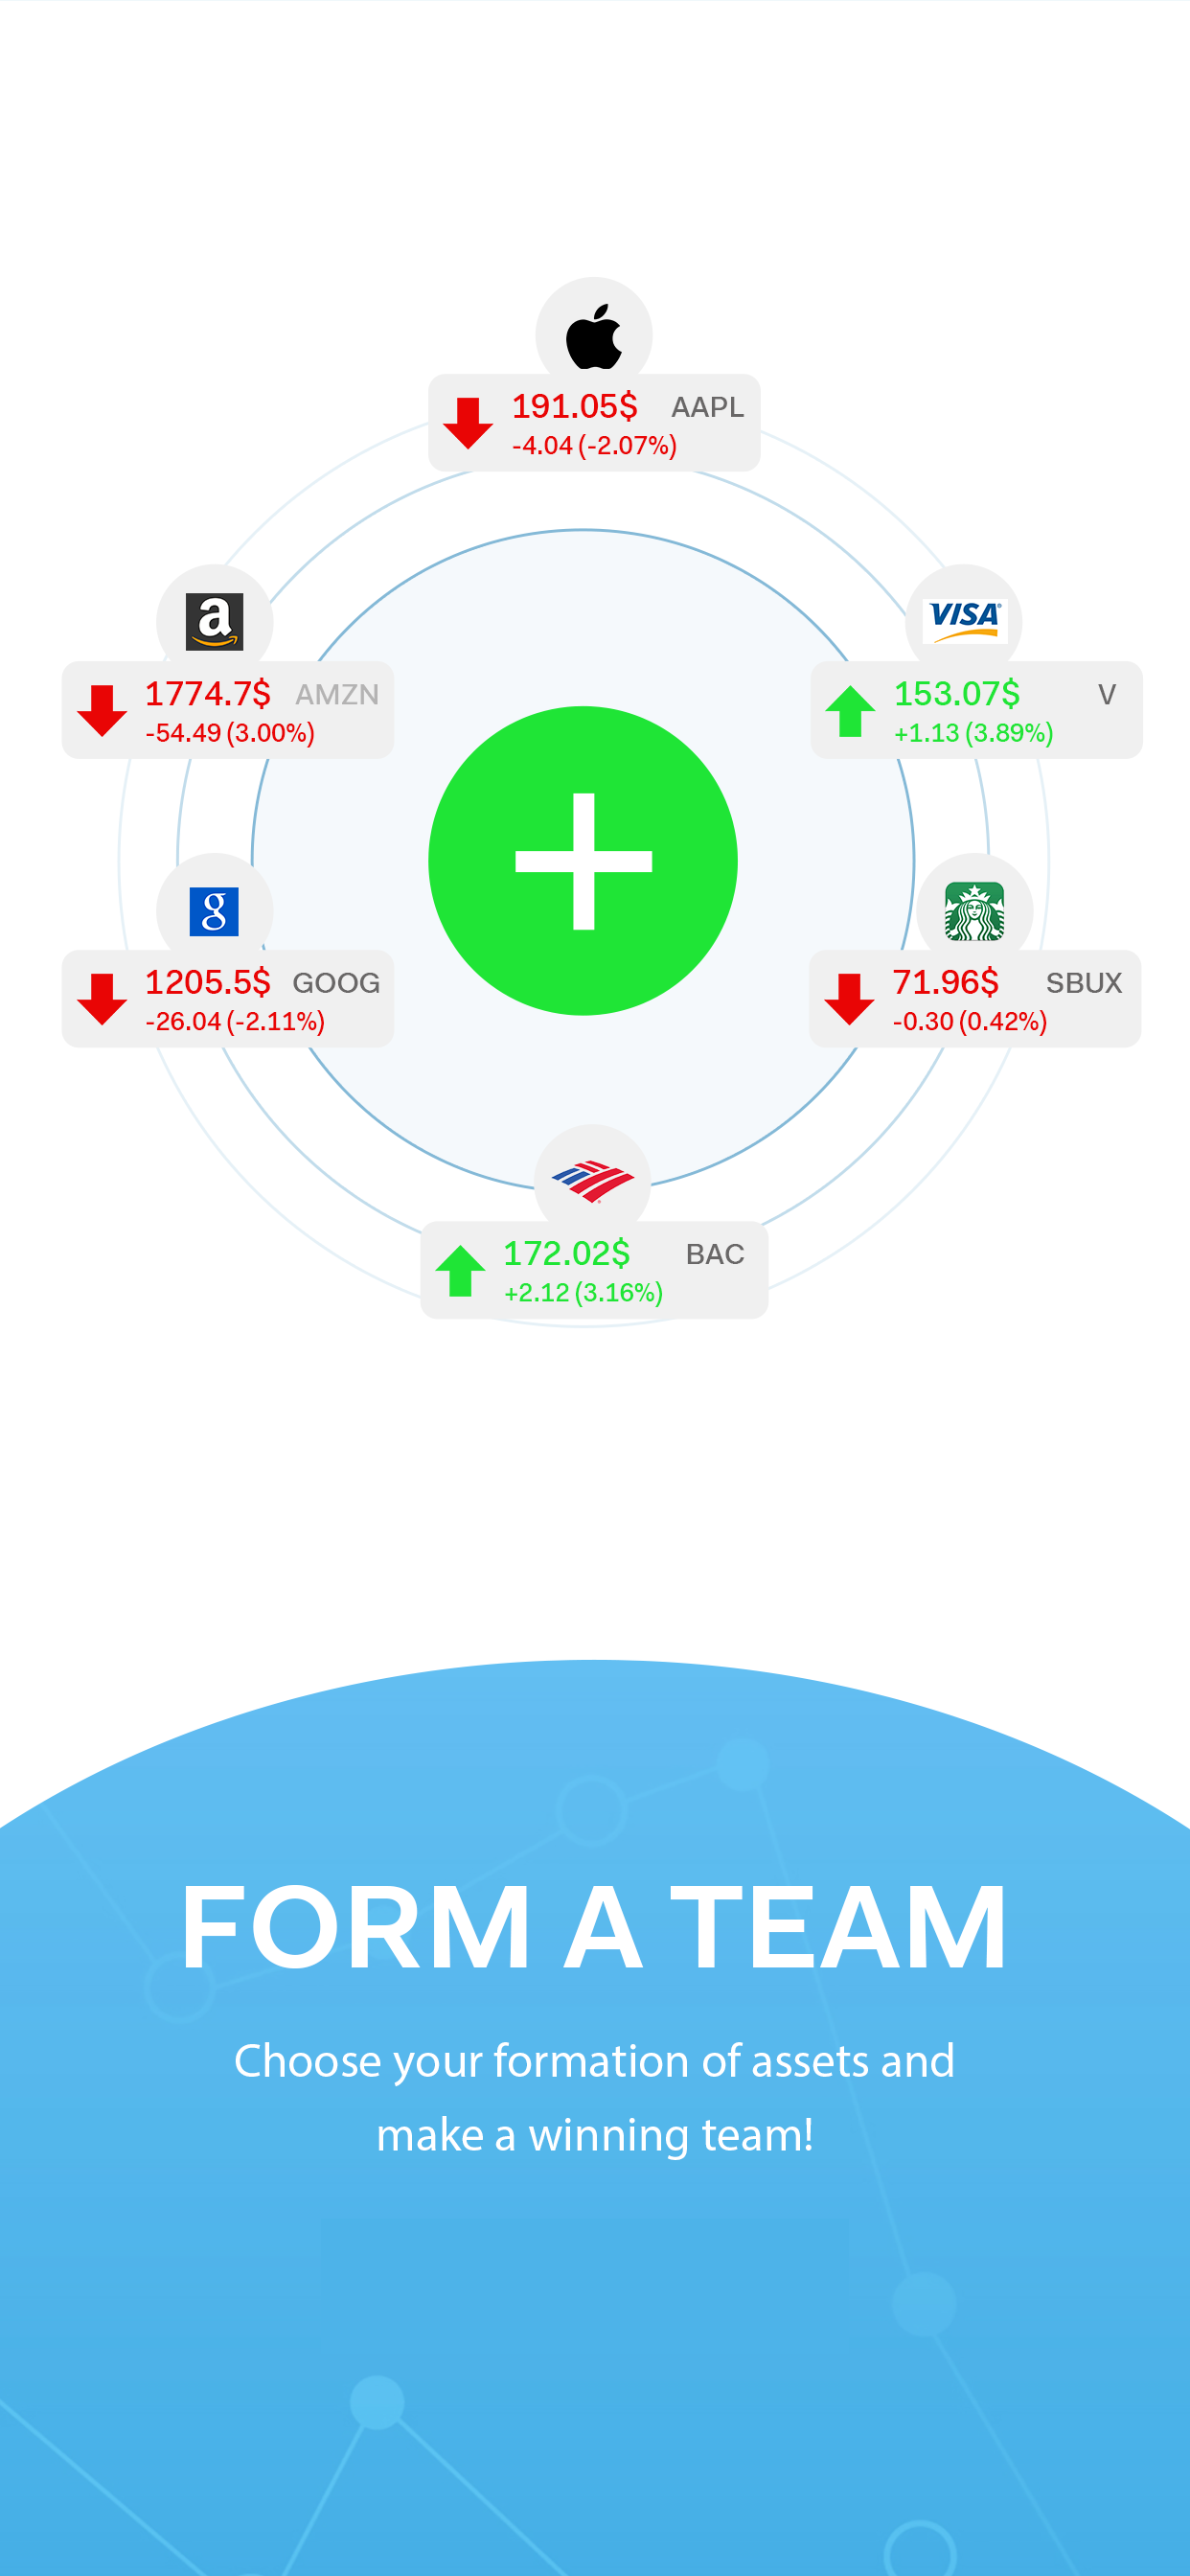 191.05$ AAPL
-4.04 (-2.07%)
a
1774.7$ AMZN
-54.49 (3.00%)
VISA
153.07$ V
+1.13 (3.89%)
g
1205.5$ GOOG
-26.04 (-2.11%)
71.96$ SBUX
-0.30 (0.42%)
172.02$ BAC
+2.12 (3.16%)
FORM A TEAM
Choose your formation of assets and
make a winning team!